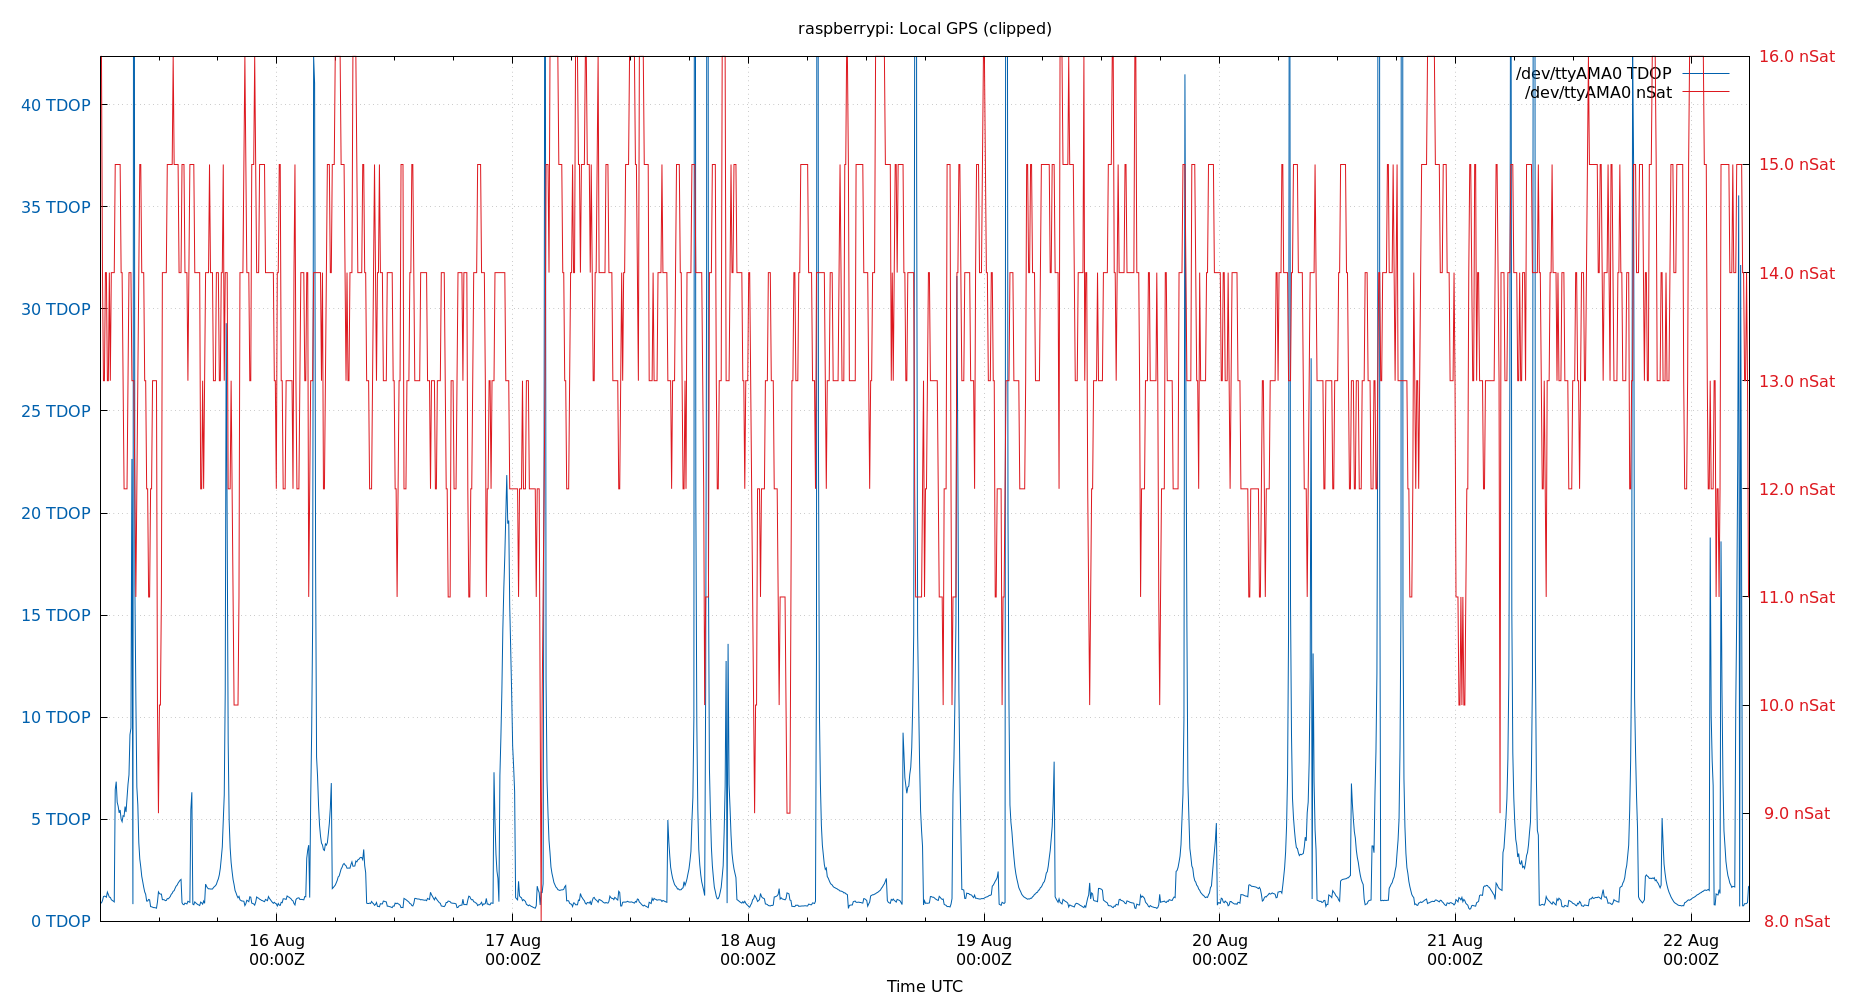 raspberrypi: Local GPS (clipped)
/dev/ttyAMA0 TDOP
/dev/ttyAMA0 nSat
40 TDOP
35 TDOP
30 TDOP
25 TDOP
20 TDOP
15 TDOP
10 TDOP
5 TDOP
0 TDOP
16.0 nSat
15.0 nSat
14.0 nSat
13.0 nSat
12.0 nSat
11.0 nSat
10.0 nSat
9.0 nSat
8.0 nSat
16 Aug
00:00Z
17 Aug
00:00Z
18 Aug
00:00Z
19 Aug
00:00Z
20 Aug
00:00Z
21 Aug
00:00Z
22 Aug
00:00Z
Time UTC